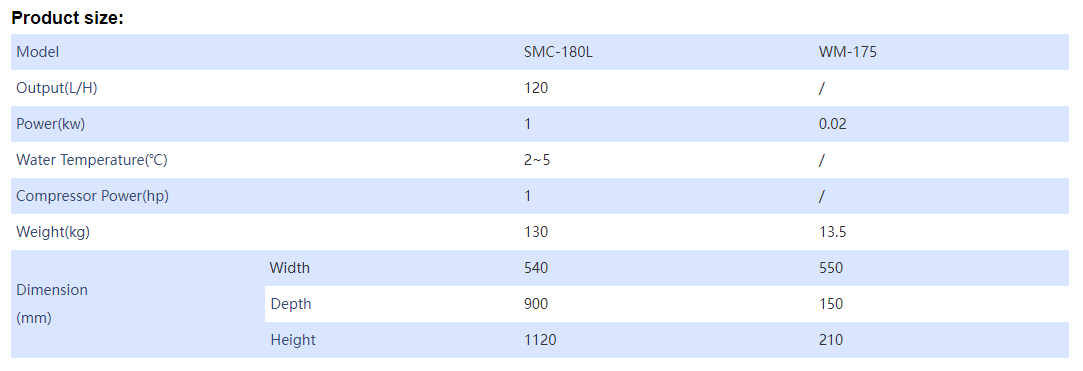 Product size:
Model SMC-180L WM-175
Output(L/H) 120 /
Power(kw) 1 0.02
Water Temperature(℃) 2~5 /
Compressor Power(hp) 1 /
Weight(kg) 130 13.5
Dimension
(mm)
Width 540 550
Depth 900 150
Height 1120 210